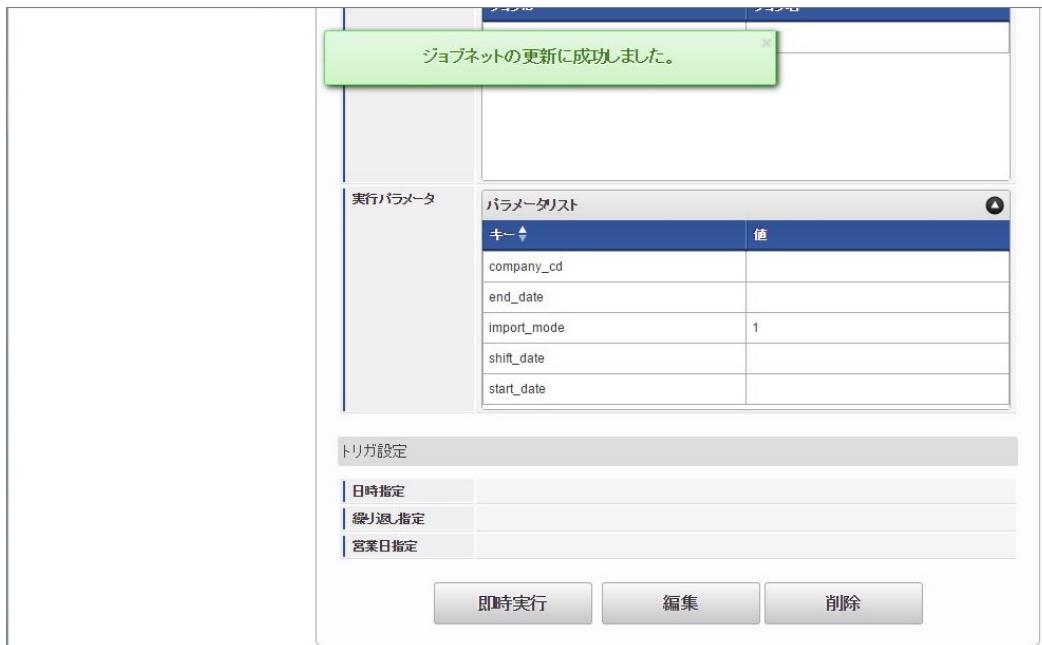 ジョブネットの更新に成功しました。
×
実行パラメータ
パラメータリスト
キー 値
company_cd
end_date
import_mode 1
shift_date
start_date
トリガ設定
日時指定
繰り返し指定
営業日指定
即時実行 編集 削除